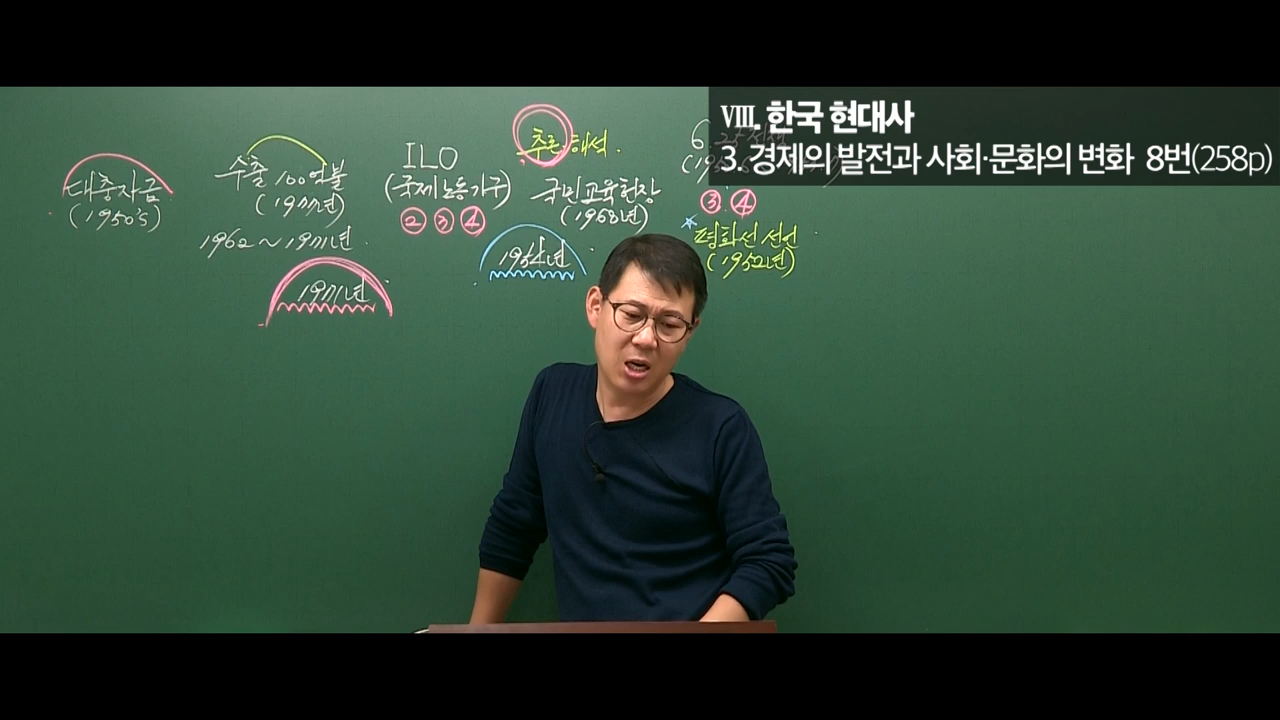 Ⅷ. 한국 현대사
3. 경제의 발전과 사회·문화의 변화 8번(258p)
대충자금
(1950's)
수출 100억불
(1977년)
1962~1971년.
1971년
ILO
(국제노동기구)
② ③ ④
추론·해석.
국민교육헌장
(1968년)
1954년
6
③ ④
평화선 선언
(1952년)